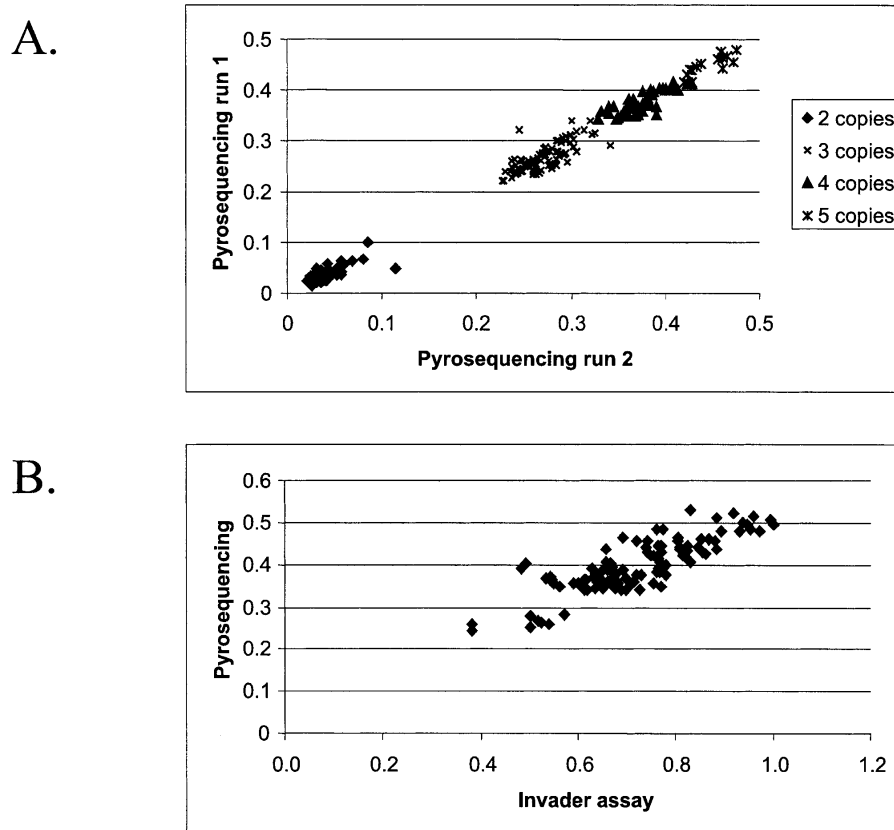 A.
0.5
0.4
0.3
0.2
0.1
0
0 0.1 0.2 0.3 0.4 0.5
Pyrosequencing run 1
Pyrosequencing run 2
2 copies
3 copies
4 copies
5 copies
B.
0.6
0.5
0.4
0.3
0.2
0.1
0
0.0 0.2 0.4 0.6 0.8 1.0 1.2
Pyrosequencing
Invader assay